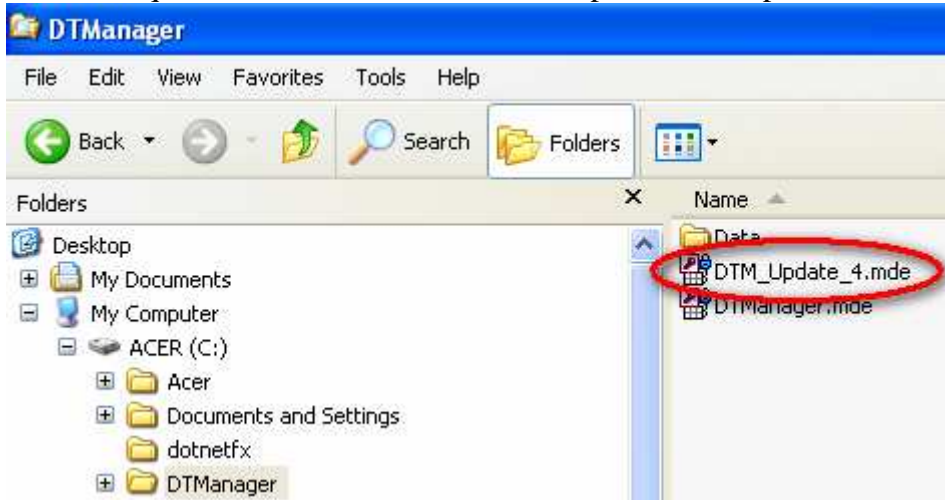 DTManager
File Edit View Favorites Tools Help
Back Search Folders
Folders × Name
Desktop
My Documents
My Computer
ACER (C:)
Acer
Documents and Settings
dotnetfx
DTManager
Data
DTM_Update_4.mde
DTManager.mde